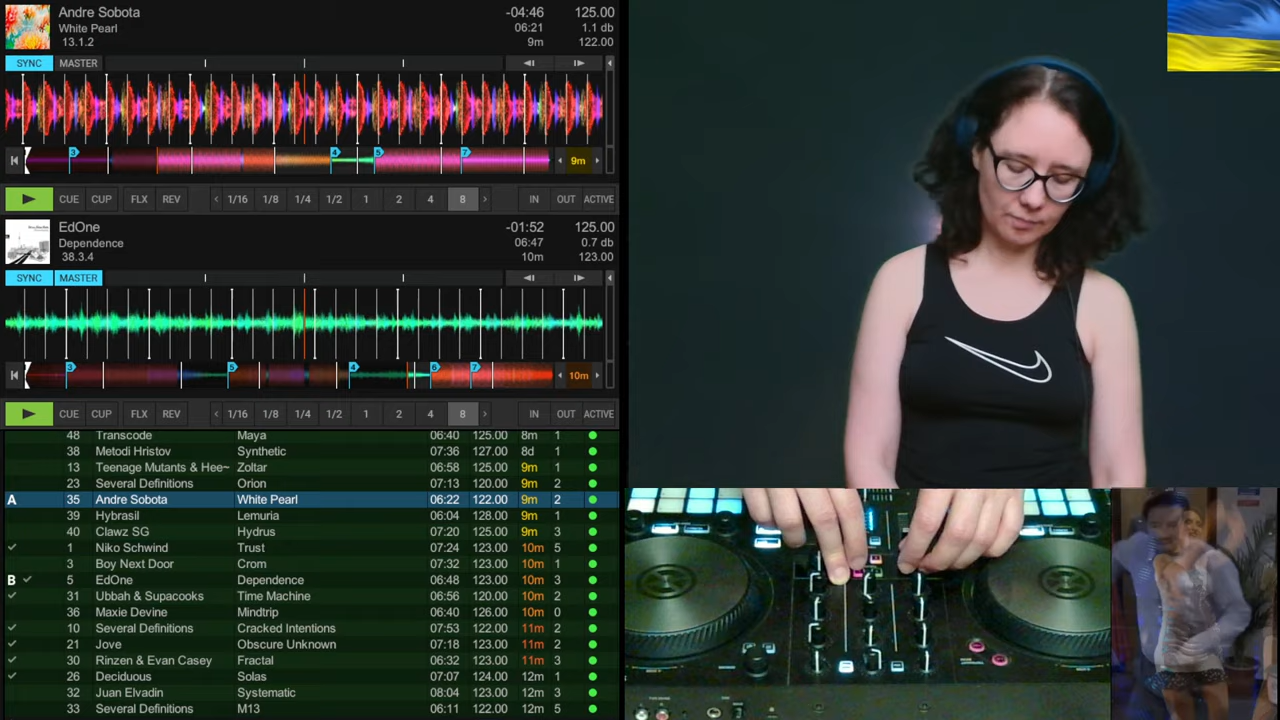 Andre Sobota -04:46 125.00
White Pearl 06:21 1.1 db
13.1.2 9m 122.00
SYNC MASTER
3 4 5 7 9m
CUE CUP FLX REV 1/16 1/8 1/4 1/2 1 2 4 8 IN OUT ACTIVE
EdOne -01:52 125.00
Dependence 06:47 0.7 db
38.3.4 10m 123.00
SYNC MASTER
3 5 4 6 7 10m
CUE CUP FLX REV 1/16 1/8 1/4 1/2 1 2 4 8 IN OUT ACTIVE
48 Transcode Maya 06:40 125.00 8m 1
38 Metodi Hristov Synthetic 07:36 127.00 8d 1
13 Teenage Mutants & Hee~ Zoltar 06:58 125.00 9m 1
23 Several Definitions Orion 07:13 120.00 9m 2
A 35 Andre Sobota White Pearl 06:22 122.00 9m 2
39 Hybrasil Lemuria 06:04 128.00 9m 1
40 Clawz SG Hydrus 07:20 125.00 9m 3
1 Niko Schwind Trust 07:24 123.00 10m 5
3 Boy Next Door Crom 07:32 123.00 10m 1
B 5 EdOne Dependence 06:48 123.00 10m 3
31 Ubbah & Supacooks Time Machine 06:56 120.00 10m 2
36 Maxie Devine Mindtrip 06:40 126.00 10m 0
10 Several Definitions Cracked Intentions 07:53 122.00 11m 2
21 Jove Obscure Unknown 07:18 123.00 11m 3
30 Rinzen & Evan Casey Fractal 06:32 123.00 11m 3
26 Deciduous Solas 07:07 124.00 12m 1
32 Juan Elvadin Systematic 08:04 123.00 12m 3
33 Several Definitions M13 06:11 122.00 12m 5